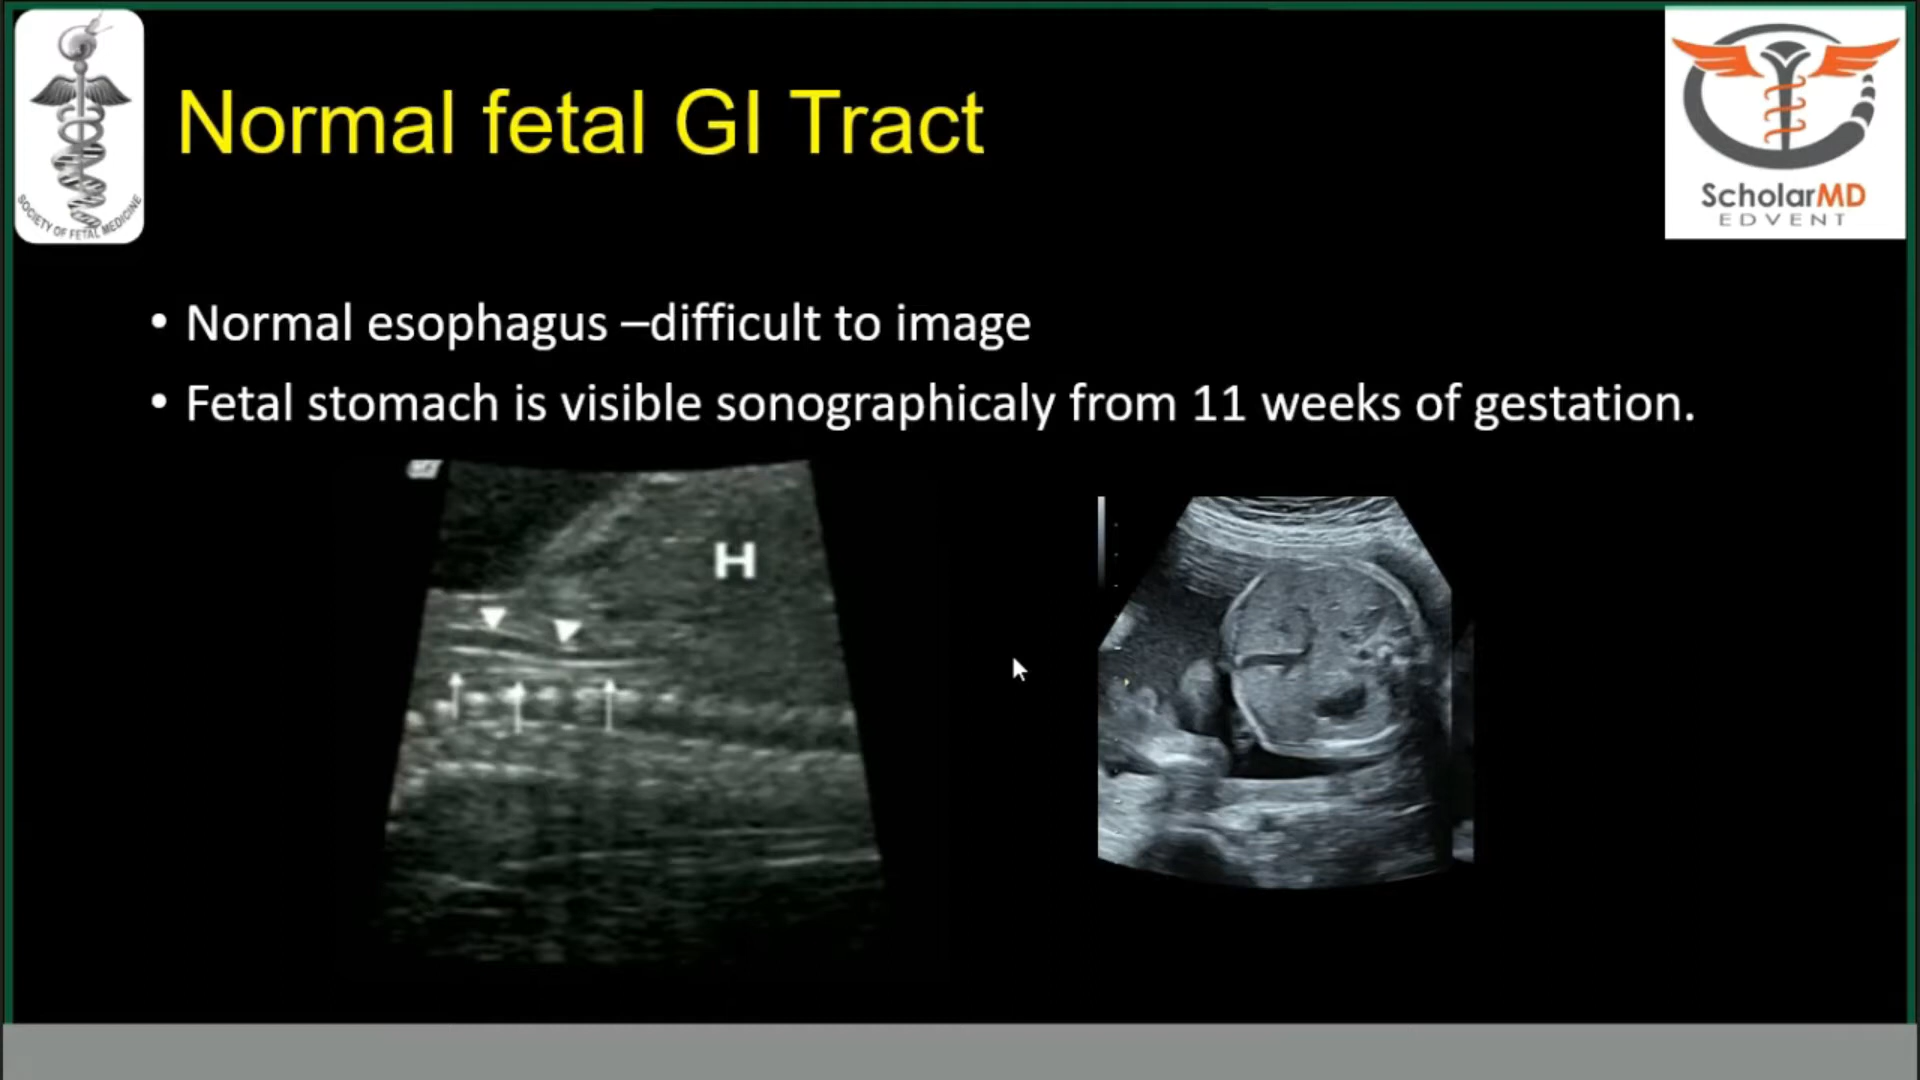 SOCIETY OF FETAL MEDICINE
Normal fetal GI Tract
ScholarMD
EDVENT
• Normal esophagus –difficult to image
• Fetal stomach is visible sonographicaly from 11 weeks of gestation.
H